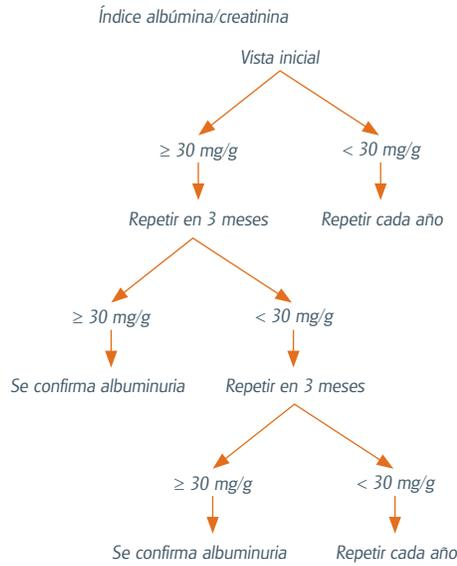 Índice albúmina/creatinina
Vista inicial
≥ 30 mg/g
< 30 mg/g
Repetir en 3 meses
Repetir cada año
≥ 30 mg/g
< 30 mg/g
Se confirma albuminuria
Repetir en 3 meses
≥ 30 mg/g
< 30 mg/g
Se confirma albuminuria
Repetir cada año